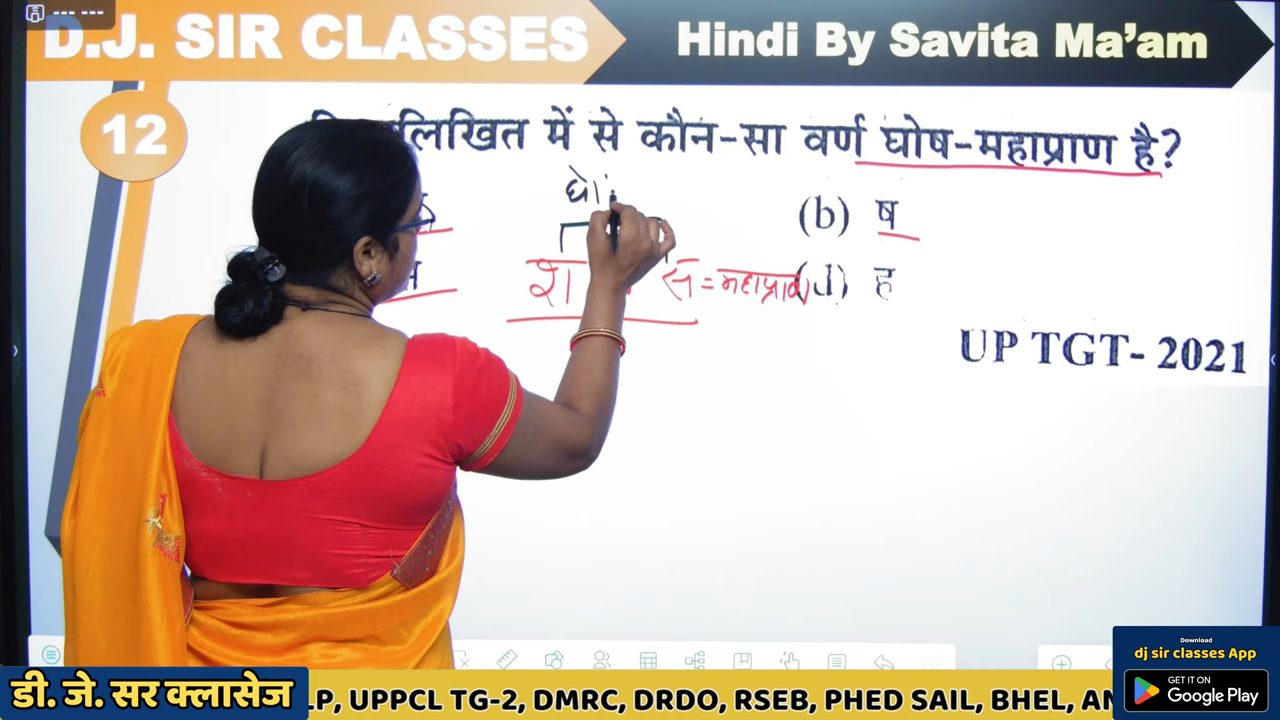 D.J. SIR CLASSES
Hindi By Savita Ma’am
12
में से कौन-सा वर्ण घोष-महाप्राण है?
(b) ष
श
स = महाप्राण
(d) ह
UP TGT- 2021
Download
dj sir classes App
GET IT ON
Google Play
डी. जे. सर क्लासेज
LP, UPPCL TG-2, DMRC, DRDO, RSEB, PHED SAIL, BHEL,